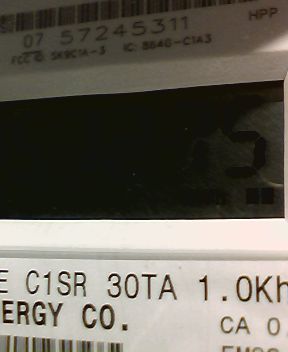 07 57245311
HPP
FCC ID: SK9C1A-3 IC: 864G-C1A3
E C1SR 30TA 1.0Kh
ERGY CO.
CA 0.